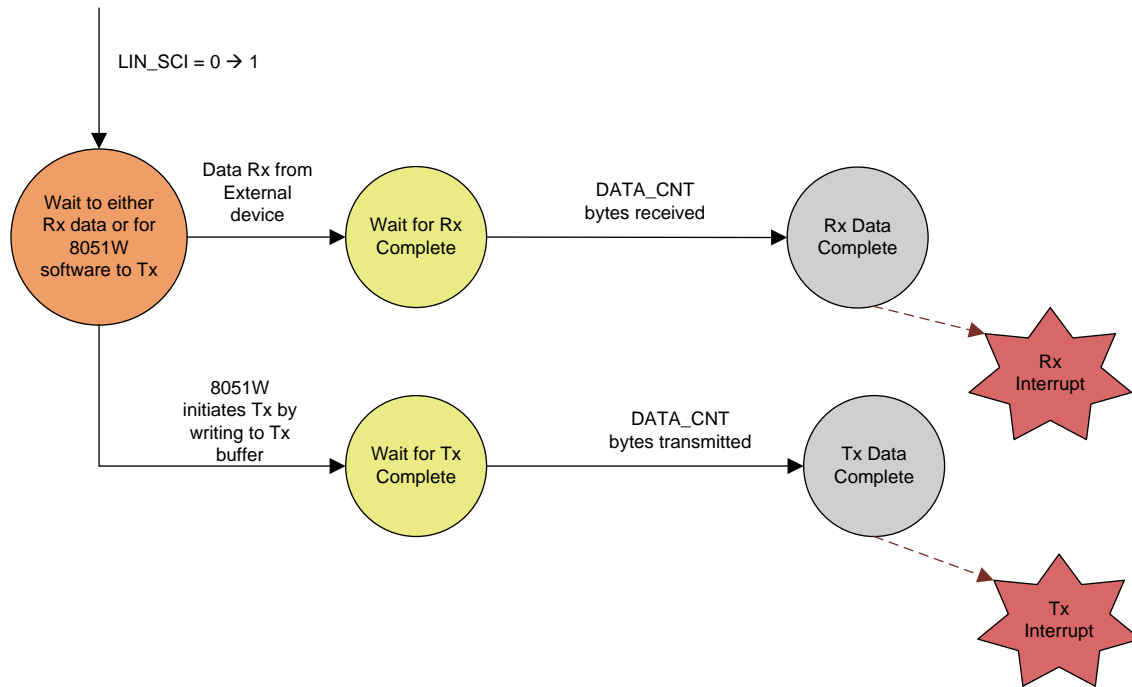 LIN_SCI = 0 → 1
Wait to either
Rx data or for
8051W
software to Tx
Data Rx from
External
device
Wait for Rx
Complete
DATA_CNT
bytes received
Rx Data
Complete
Rx
Interrupt
8051W
initiates Tx by
writing to Tx
buffer
Wait for Tx
Complete
DATA_CNT
bytes transmitted
Tx Data
Complete
Tx
Interrupt